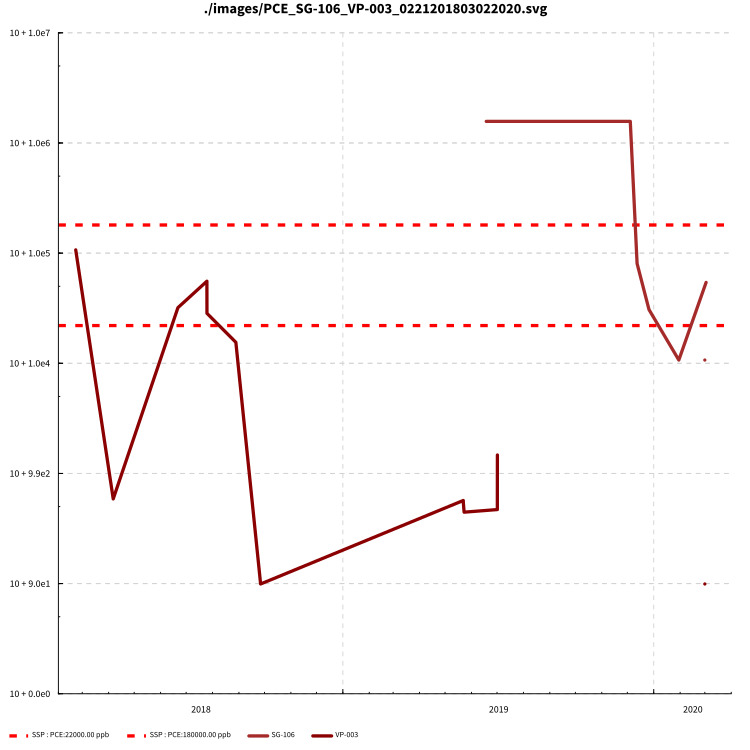 ./images/PCE_SG-106_VP-003_0221201803022020.svg
10 + 1.0e7
10 + 1.0e6
10 + 1.0e5
10 + 1.0e4
10 + 9.9e2
10 + 9.0e1
10 + 0.0e0
2018 2019 2020
SSP : PCE:22000.00 ppb SSP : PCE:180000.00 ppb SG-106 VP-003